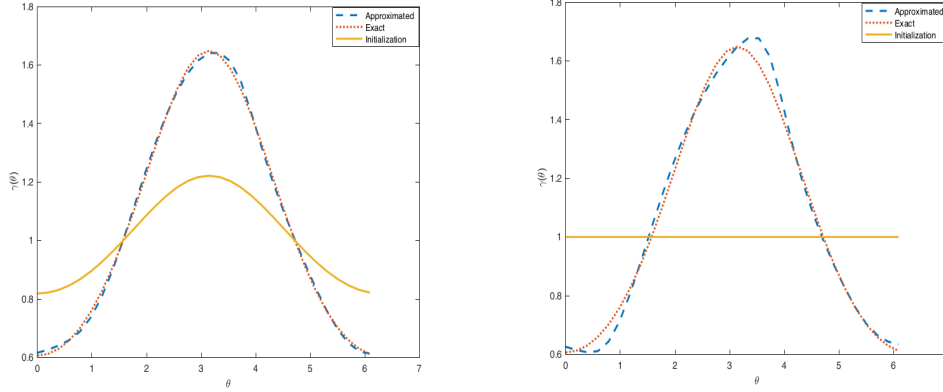 Approximated
Exact
Initialization
1.8
1.6
1.4
1.2
1
0.8
0.6
γ(θ)
0 1 2 3 4 5 6 7
θ
Approximated
Exact
Initialization
1.8
1.6
1.4
1.2
1
0.8
0.6
γ(θ)
0 1 2 3 4 5 6 7
θ